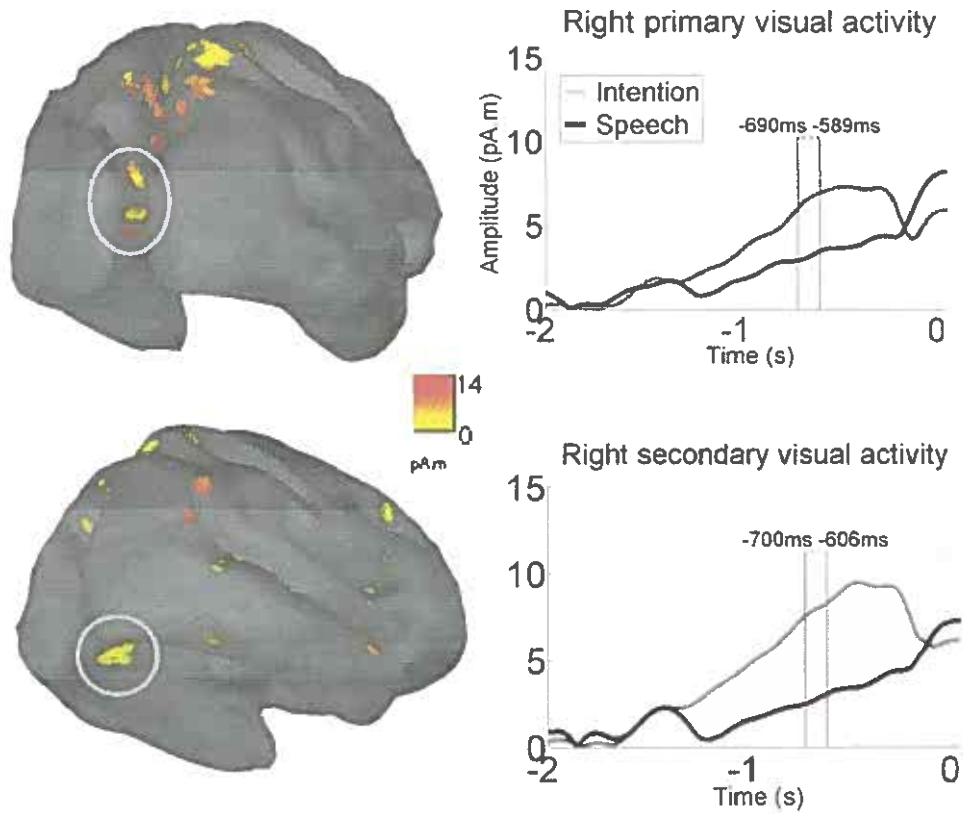 Right primary visual activity
15
10
5
0
-2
-1
0
Amplitude (pA.m)
Time (s)
Intention
Speech
-690ms -589ms
14
0
pA.m
Right secondary visual activity
15
10
5
0
-2
-1
0
Time (s)
-700ms -606ms